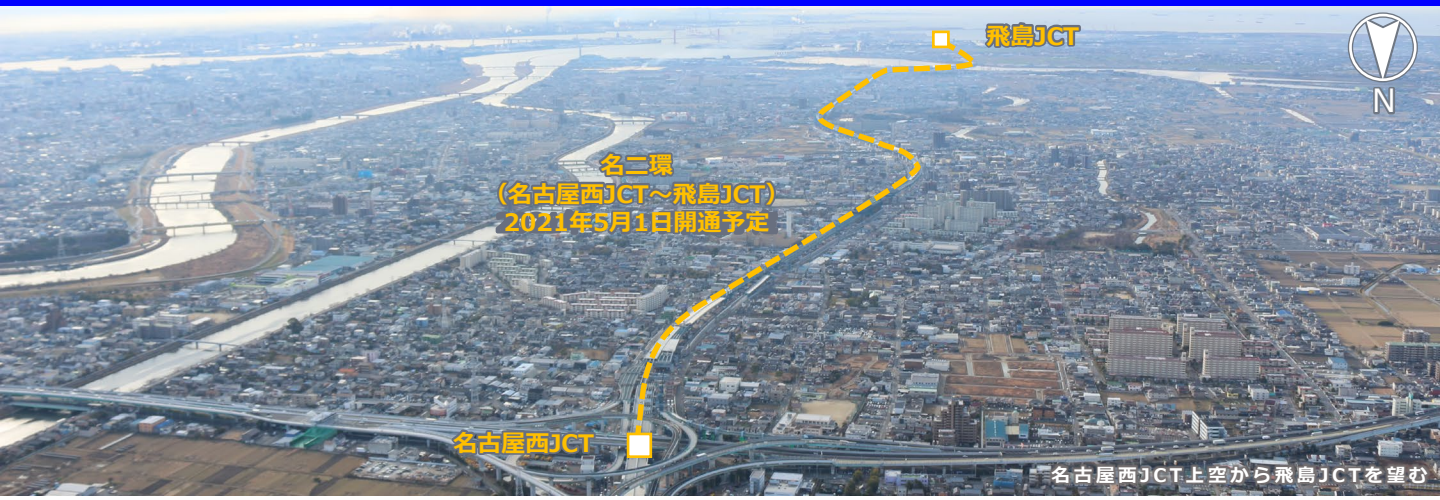 飛島JCT
N
名二環
（名古屋西JCT～飛島JCT）
2021年5月1日開通予定
名古屋西JCT
名古屋西JCT上空から飛島JCTを望む